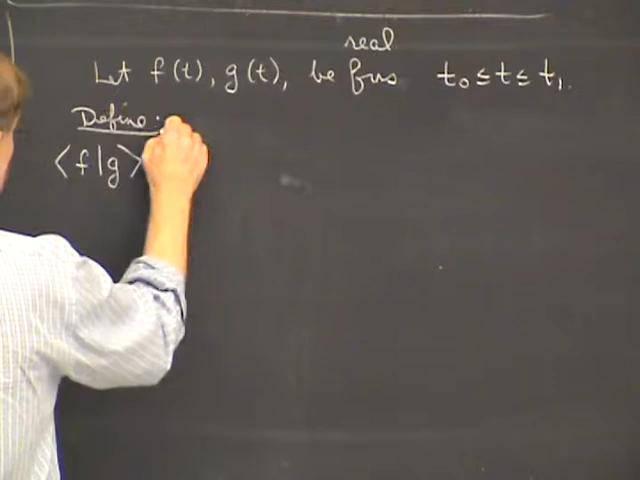 real
Let f(t), g(t), be fns t₀ ≤ t ≤ t₁.
Define:
<f|g>